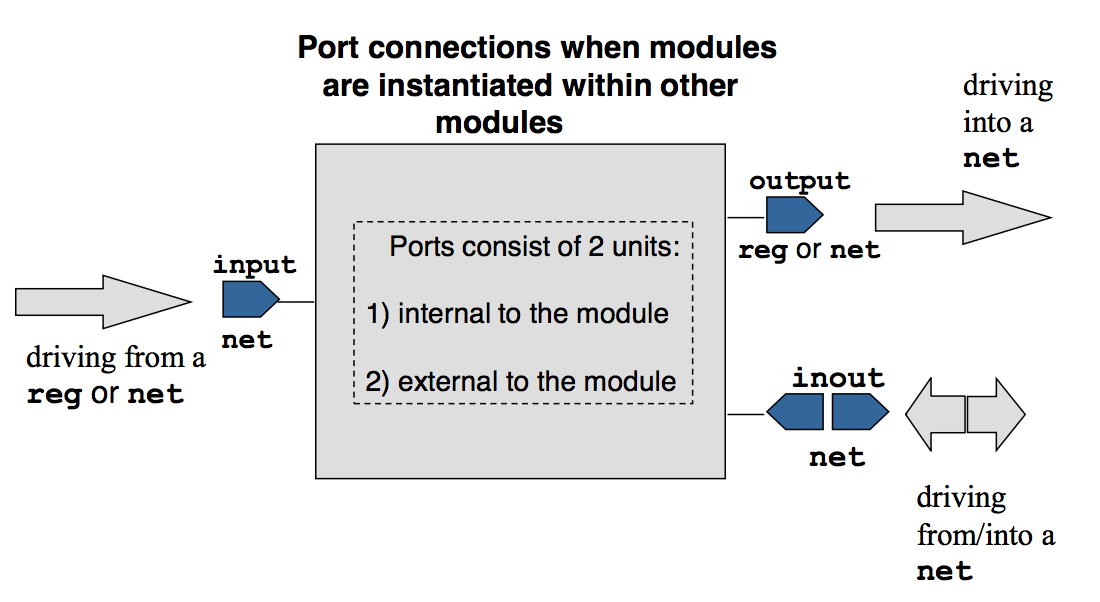 Port connections when modules
are instantiated within other
modules
driving
into a
net
output
reg or net
Ports consist of 2 units:
1) internal to the module
2) external to the module
input
net
driving from a
reg or net
inout
net
driving
from/into a
net